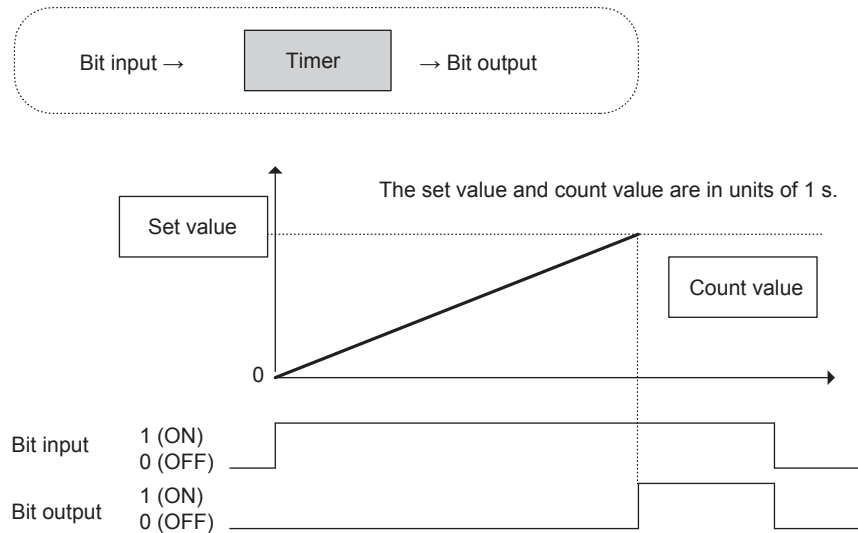 Bit input → Timer → Bit output
The set value and count value are in units of 1 s.
Set value
Count value
0
Bit input 1 (ON)
0 (OFF)
Bit output 1 (ON)
0 (OFF)